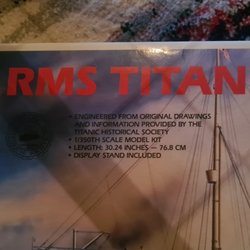 RMS TITAN
• ENGINEERED FROM ORIGINAL DRAWINGS
AND INFORMATION PROVIDED BY THE
TITANIC HISTORICAL SOCIETY
• 1/350TH SCALE MODEL KIT
• LENGTH: 30.24 INCHES — 76.8 CM
• DISPLAY STAND INCLUDED